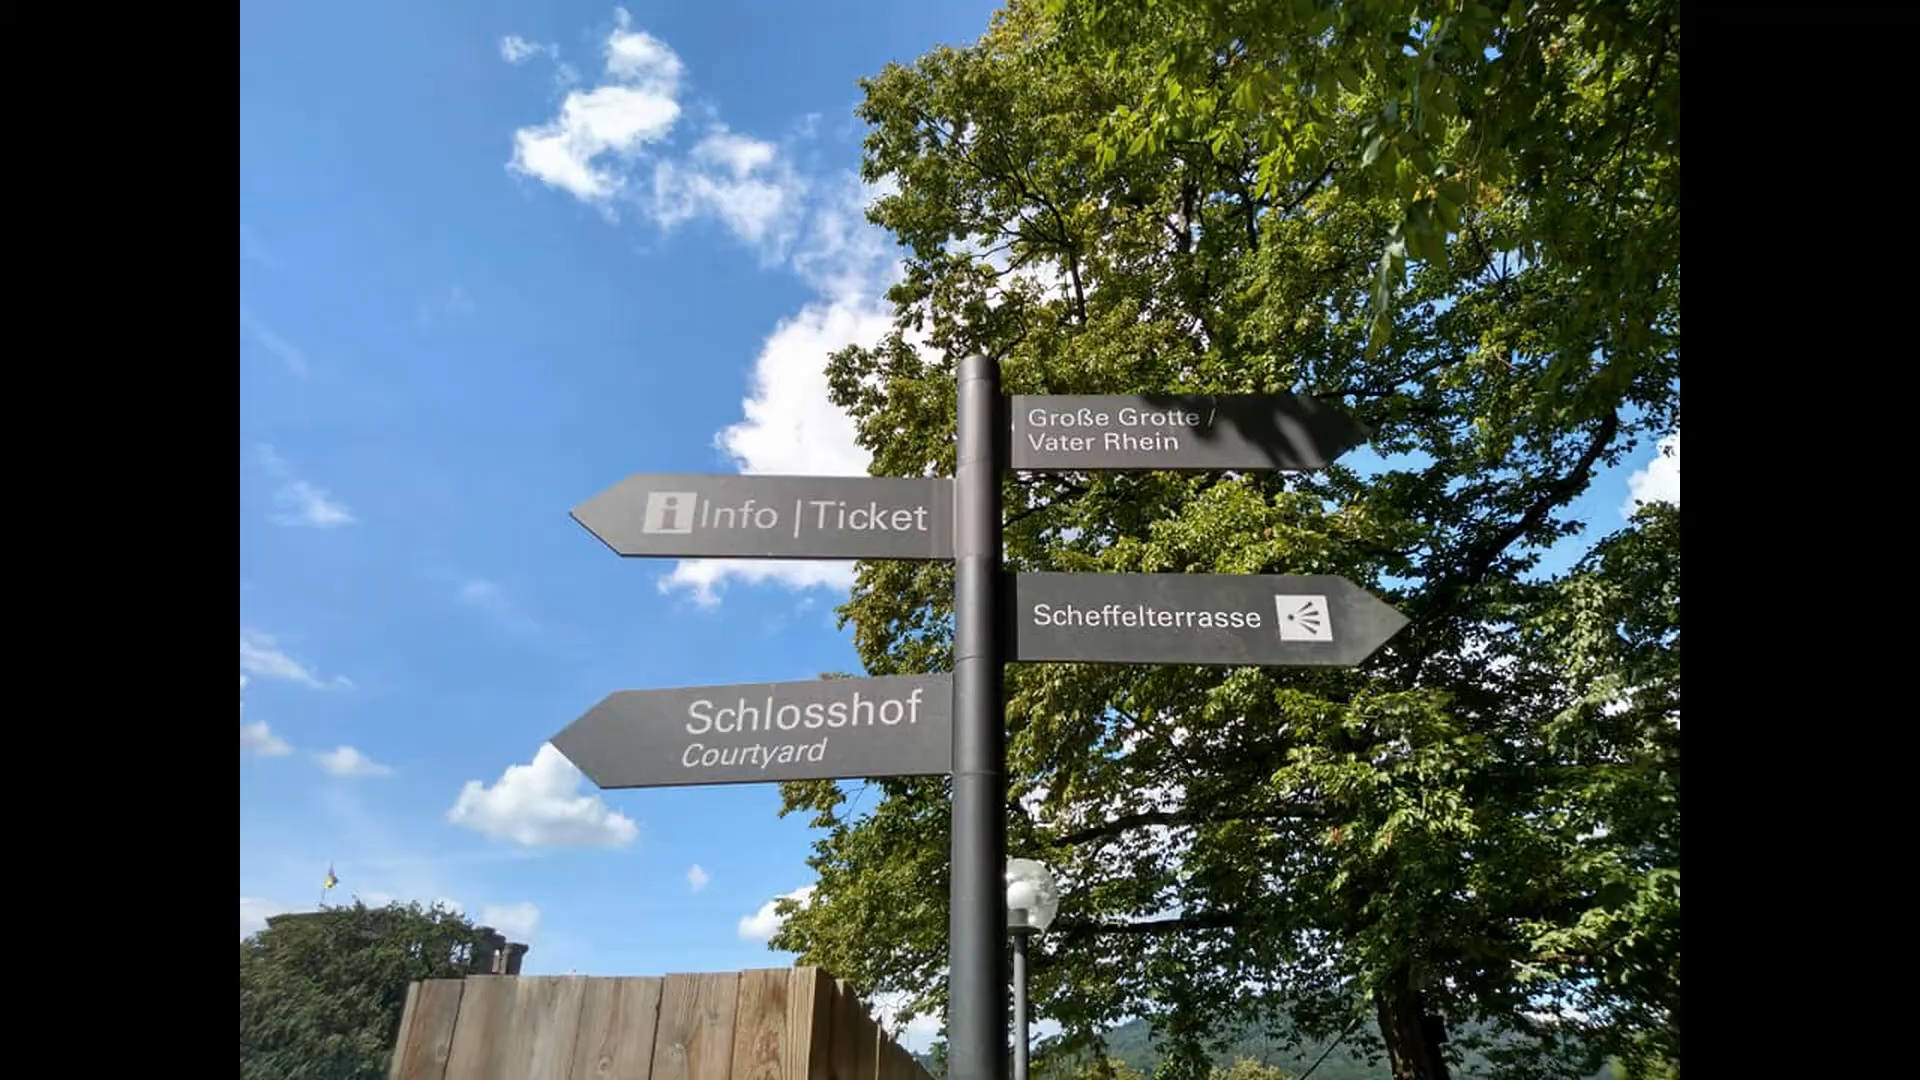 Große Grotte /
Vater Rhein
i Info | Ticket
Scheffelterrasse
Schlosshof
Courtyard